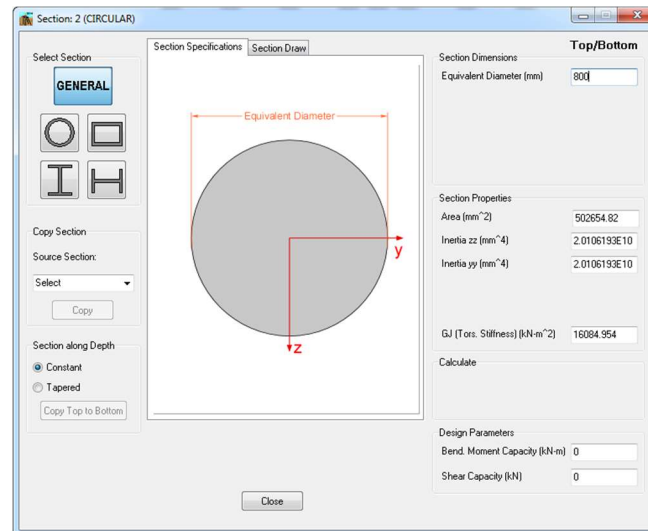 Section: 2 (CIRCULAR)
Select Section
GENERAL
Copy Section
Source Section:
Select
Copy
Section along Depth
Constant
Tapered
Copy Top to Bottom
Section Specifications
Section Draw
Equivalent Diameter
y
z
Close
Top/Bottom
Section Dimensions
Equivalent Diameter (mm) 800
Section Properties
Area (mm^2) 502654.82
Inertia zz (mm^4) 2.0106193E10
Inertia yy (mm^4) 2.0106193E10
GJ (Tors. Stiffness) (kN-m^2) 16084.954
Calculate
Design Parameters
Bend. Moment Capacity (kN-m) 0
Shear Capacity (kN) 0